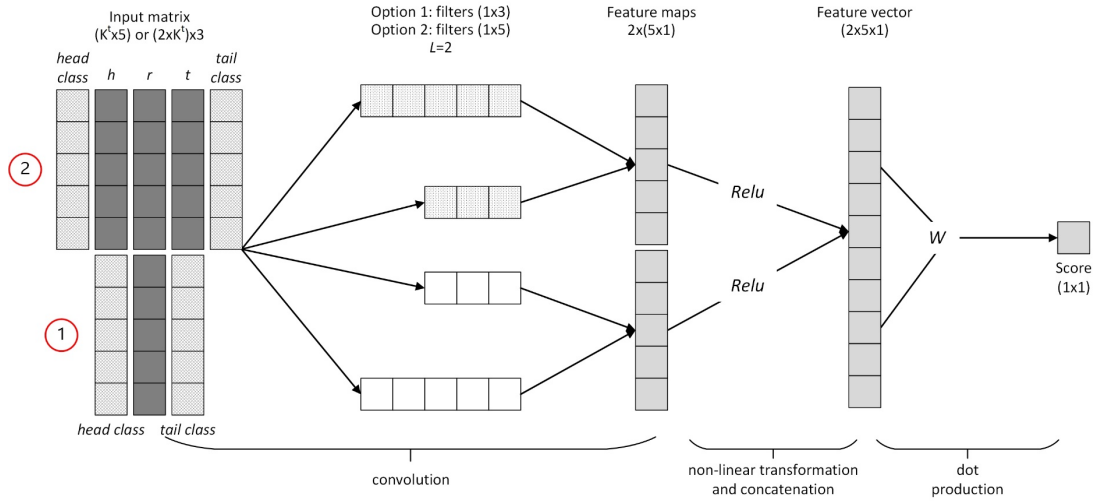 Input matrix
(Kᵗx5) or (2xKᵗ)x3
head class
h
r
t
tail class
2
1
head class
tail class
Option 1: filters (1x3)
Option 2: filters (1x5)
L=2
Feature maps
2x(5x1)
Feature vector
(2x5x1)
Relu
Relu
W
Score
(1x1)
convolution
non-linear transformation
and concatenation
dot
production